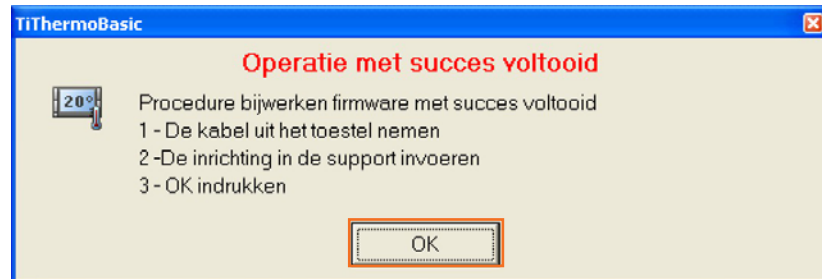 TiThermoBasic
Operatie met succes voltooid
20°
Procedure bijwerken firmware met succes voltooid
1 - De kabel uit het toestel nemen
2 -De inrichting in de support invoeren
3 - OK indrukken
OK